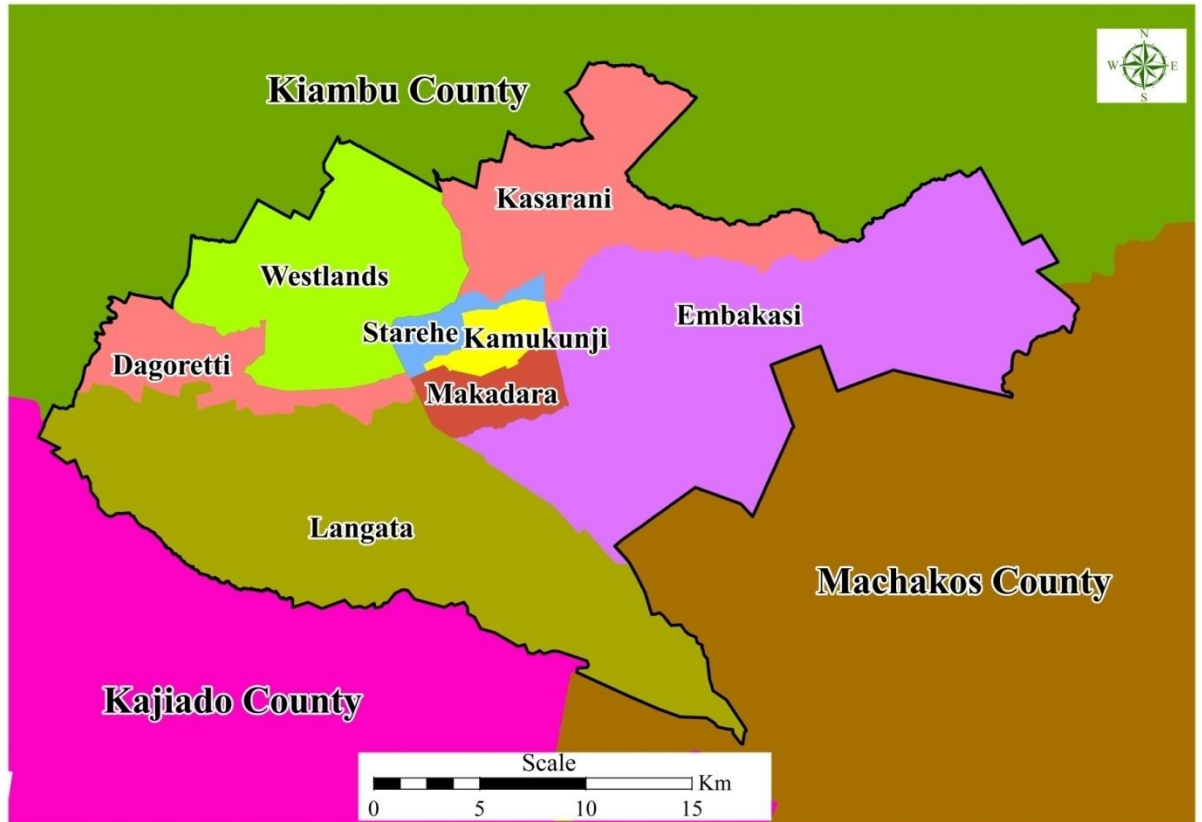 N
W E
S
Kiambu County
Kasarani
Westlands
Embakasi
Starehe
Kamukunji
Dagoretti
Makadara
Langata
Machakos County
Kajiado County
Scale
Km
0 5 10 15